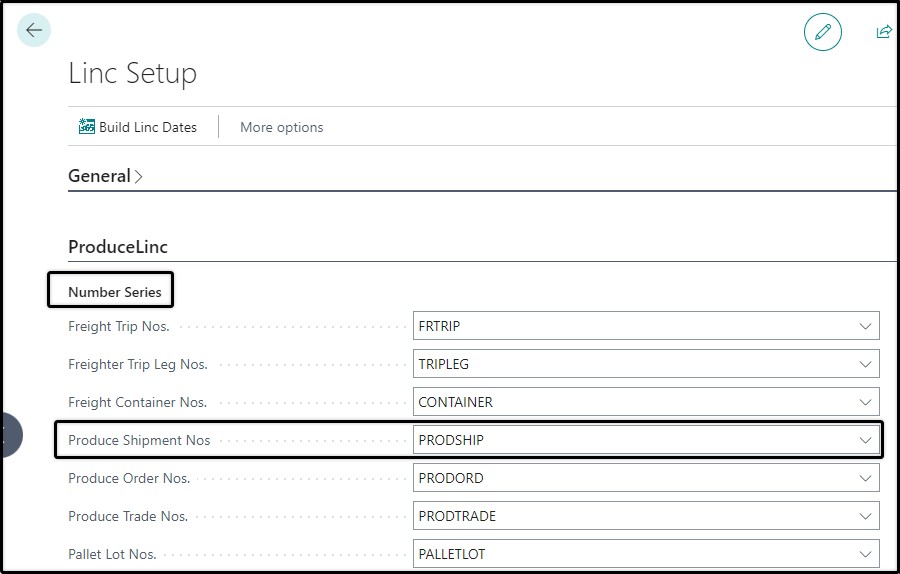 Linc Setup
Build Linc Dates More options
General
ProduceLinc
Number Series
Freight Trip Nos. FRTRIP
Freighter Trip Leg Nos. TRIPLEG
Freight Container Nos. CONTAINER
Produce Shipment Nos PRODSHIP
Produce Order Nos. PRODORD
Produce Trade Nos. PRODTRADE
Pallet Lot Nos. PALLETLOT